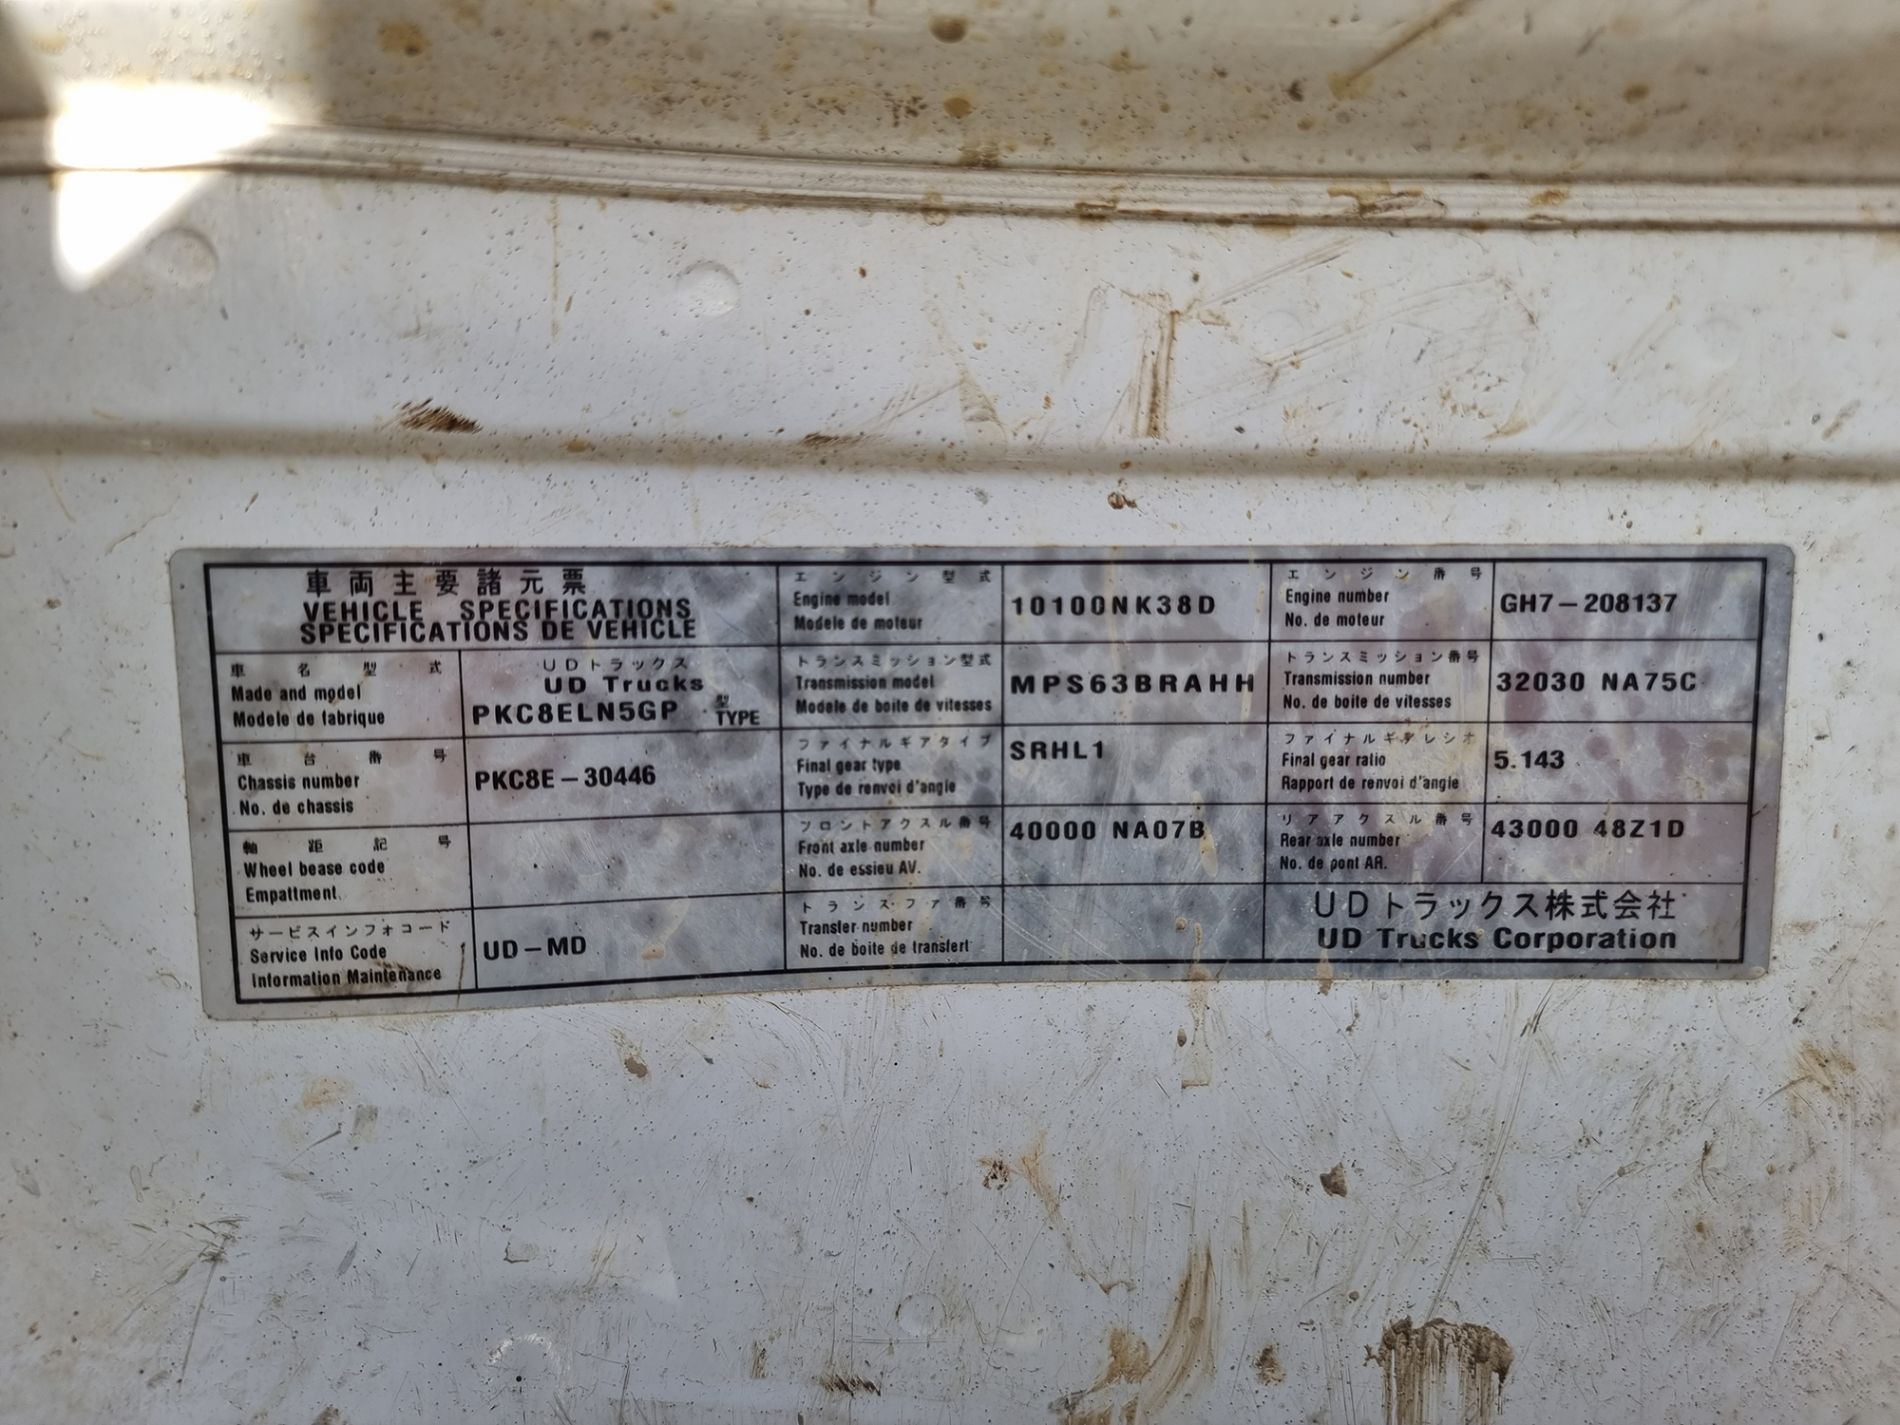 車両主要諸元票
VEHICLE SPECIFICATIONS
SPECIFICATIONS DE VEHICLE
車名型式
Made and model
Modele de fabrique
UDトラックス
UD Trucks
PKC8ELN5GP 型 TYPE
車台番号
Chassis number
No. de chassis
PKC8E-30446
軸距記号
Wheel bease code
Empattment
サービスインフォコード
Service Info Code
Information Maintenance
UD-MD
エンジン型式
Engine model
Modele de moteur
10100NK38D
トランスミッション型式
Transmission model
Modele de boite de vitesses
MPS63BRAHH
ファイナルギアタイプ
Final gear type
Type de renvoi d'angle
SRHL1
フロントアクスル番号
Front axle number
No. de essieu AV.
40000 NA07B
トランスファ番号
Transfer number
No. de boite de transfert
エンジン番号
Engine number
No. de moteur
GH7-208137
トランスミッション番号
Transmission number
No. de boite de vitesses
32030 NA75C
ファイナルギアレシオ
Final gear ratio
Rapport de renvoi d'angle
5.143
リアアクスル番号
Rear axle number
No. de pont AR.
43000 48Z1D
UDトラックス株式会社
UD Trucks Corporation